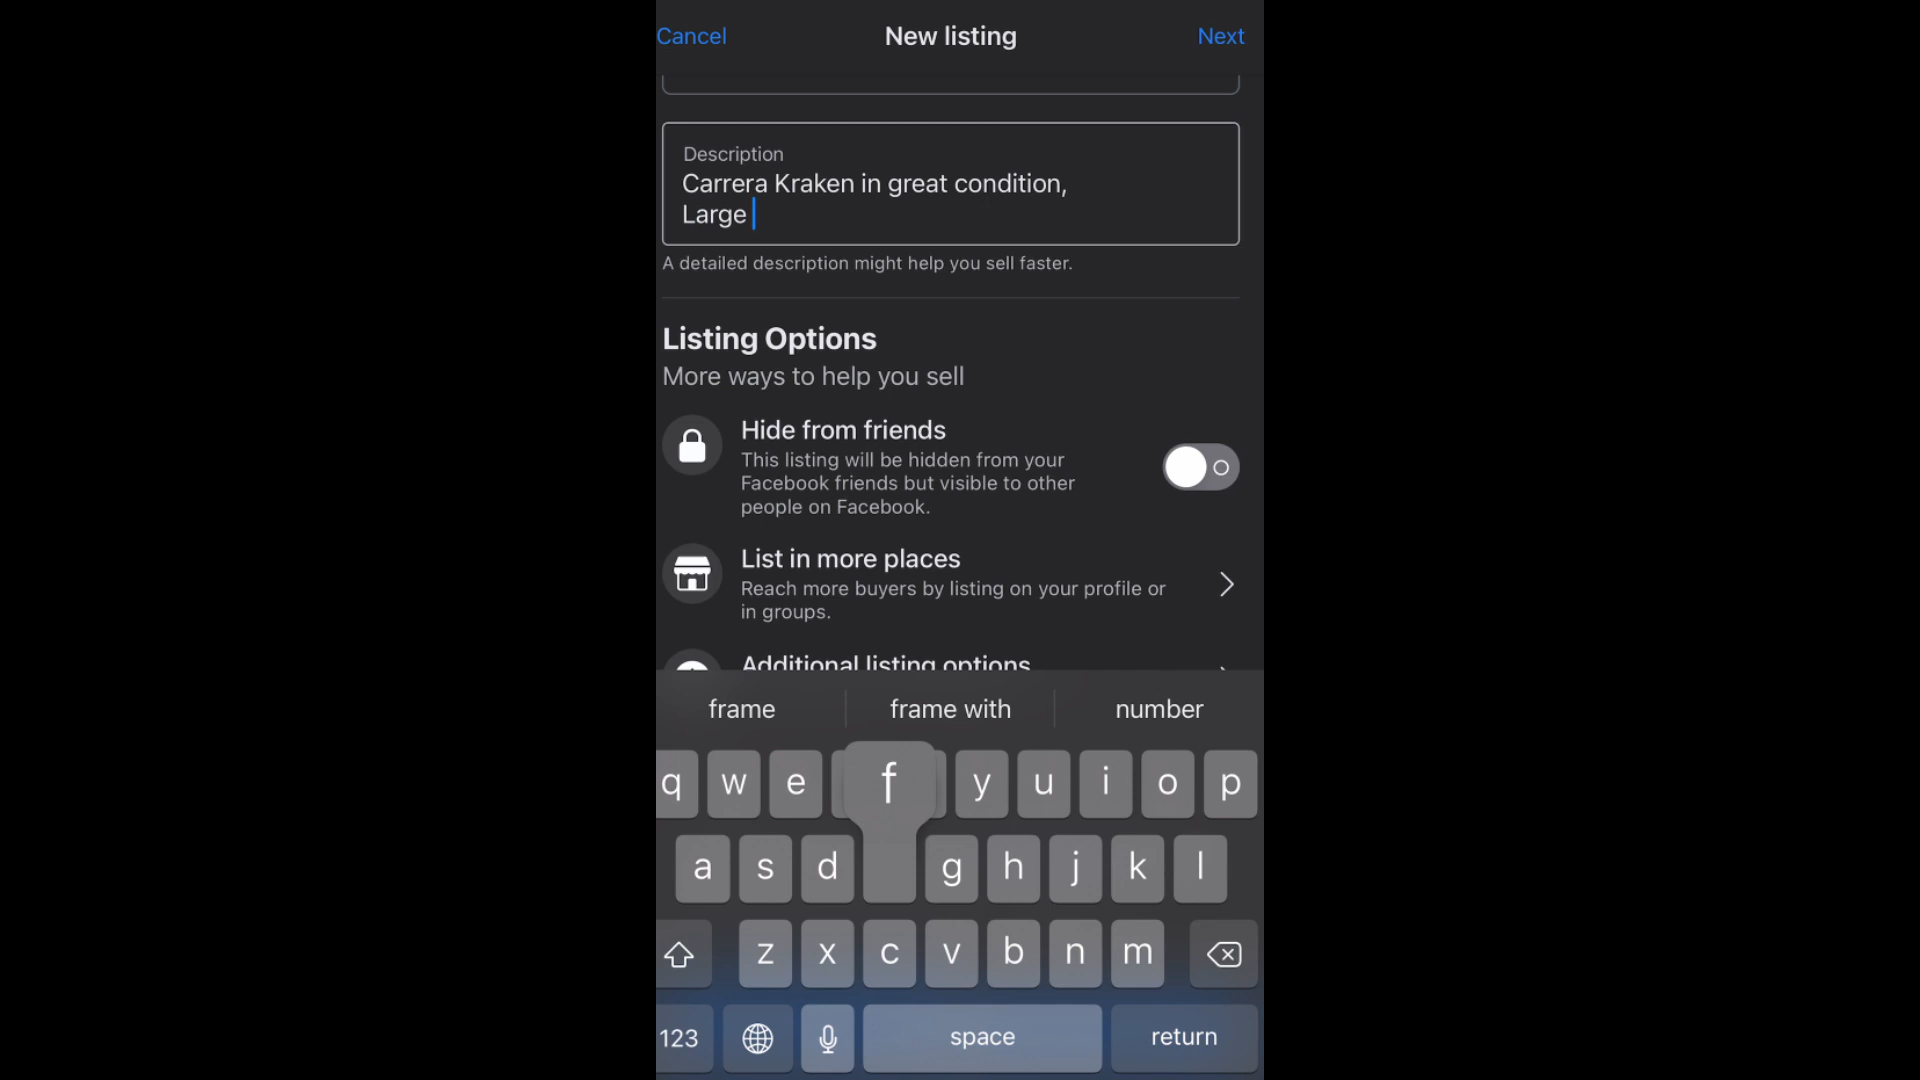 Cancel New listing Next
Description
Carrera Kraken in great condition,
Large
A detailed description might help you sell faster.
Listing Options
More ways to help you sell
Hide from friends
This listing will be hidden from your
Facebook friends but visible to other
people on Facebook.
List in more places
Reach more buyers by listing on your profile or
in groups.
Additional listing options
frame frame with number
q w e f y u i o p
a s d g h j k l
z x c v b n m
123 space return